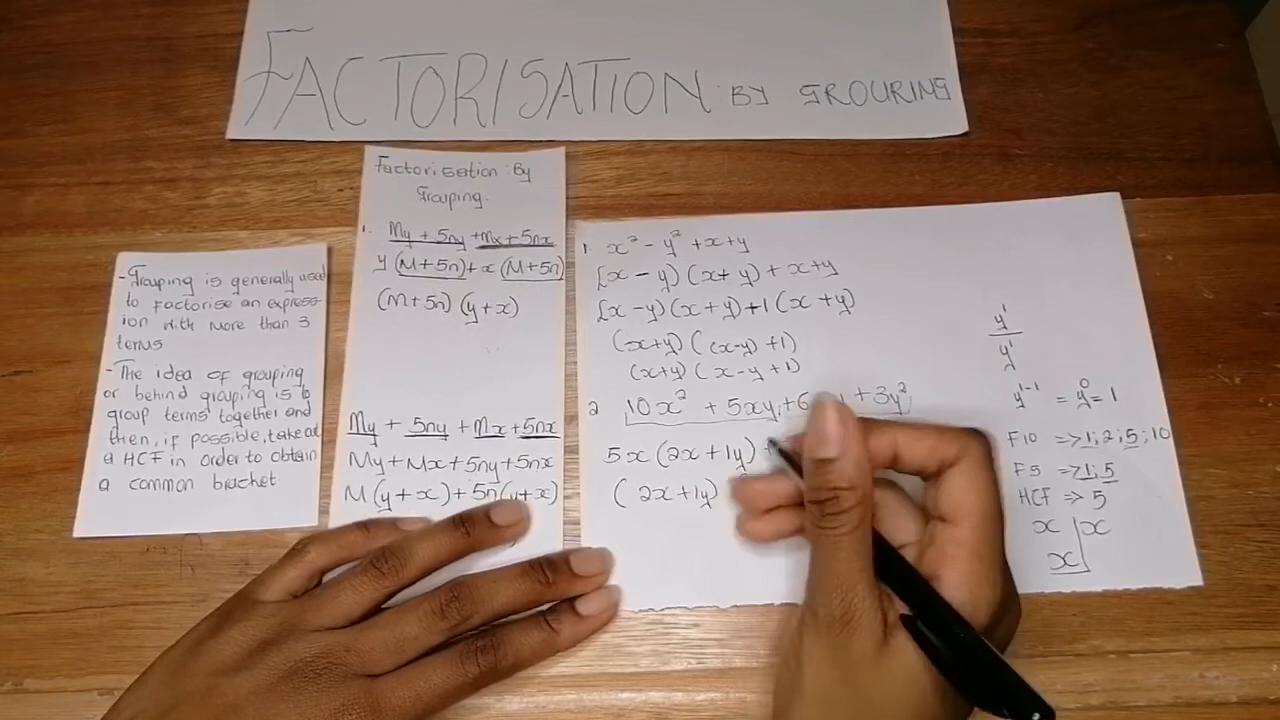 FACTORISATION BY GROURING
-Grouping is generally used
to factorise an express-
ion with more than 3
terms
-The idea of grouping
or behind grouping is to
group terms together and
then, if possible, take out
a HCF in order to obtain
a common bracket
Factorisation: By
Grouping.
1. My + 5ny + Mx + 5nx
y (M+5n) + x (M+5n)
(M+5n) (y+x)
My + 5ny + Mx + 5nx
My + Mx + 5ny + 5nx
M(y+x) + 5n(y+x)
1. x² - y² + x + y
(x - y) (x + y) + x + y
(x - y) (x + y) + 1 (x + y)
(x+y) ( (x-y) + 1)
(x+y) ( x - y + 1)
2 10x² + 5xy + 6 y + 3y²
5x (2x + 1y) +
( 2x + 1y)
y¹
y¹
y¹⁻¹ = y⁰ = 1
F10 => 1; 2; 5; 10
F5 => 1; 5
HCF => 5
x | x
x